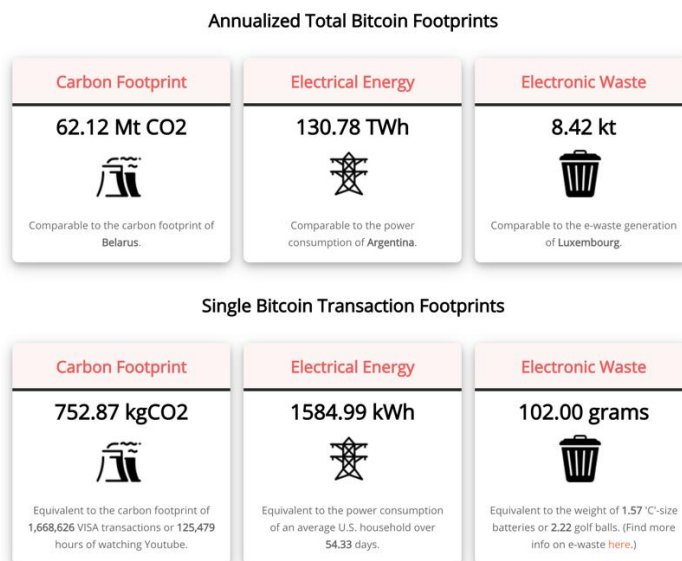 Annualized Total Bitcoin Footprints
Carbon Footprint
62.12 Mt CO2
Comparable to the carbon footprint of
Belarus.
Electrical Energy
130.78 TWh
Comparable to the power
consumption of Argentina.
Electronic Waste
8.42 kt
Comparable to the e-waste generation
of Luxembourg.
Single Bitcoin Transaction Footprints
Carbon Footprint
752.87 kgCO2
Equivalent to the carbon footprint of
1,668,626 VISA transactions or 125,479
hours of watching Youtube.
Electrical Energy
1584.99 kWh
Equivalent to the power consumption
of an average U.S. household over
54.33 days.
Electronic Waste
102.00 grams
Equivalent to the weight of 1.57 'C'-size
batteries or 2.22 golf balls. (Find more
info on e-waste here.)